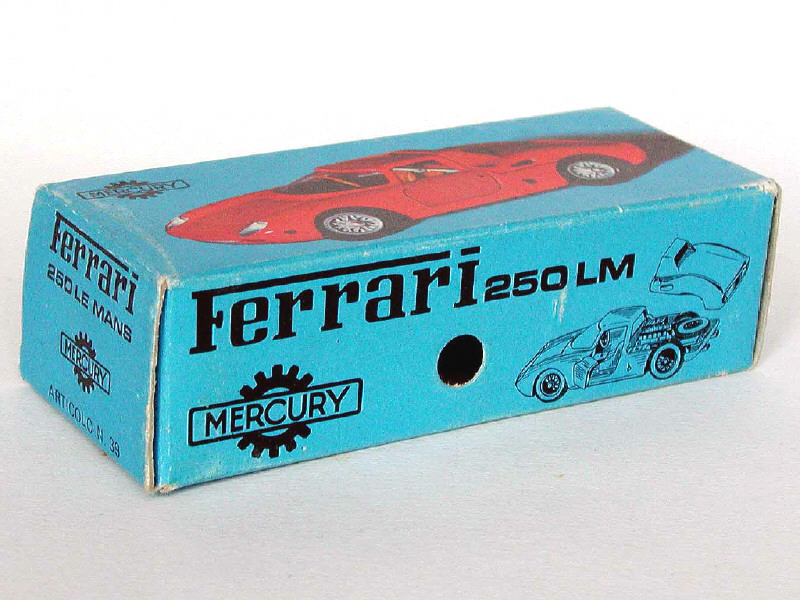 MERCURY
Ferrari
250 LE MANS
MERCURY
ARTICOLO N. 39
Ferrari 250 LM
MERCURY